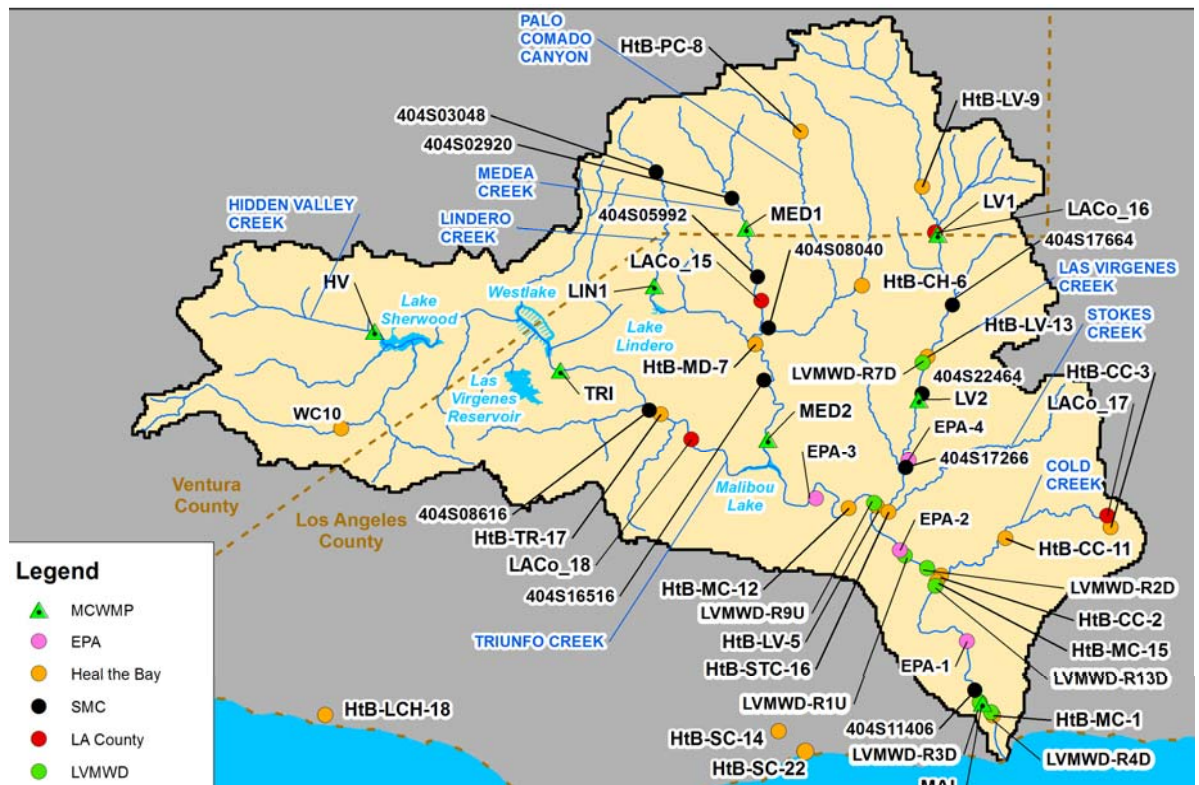 PALO
COMADO
CANYON
HtB-PC-8
HtB-LV-9
404S03048
404S02920
MEDEA
CREEK
HIDDEN VALLEY
CREEK
LINDERO
CREEK
404S05992
MED1
LV1
LACo_16
404S17664
404S08040
LACo_15
HV
Lake
Sherwood
Westlake
LIN1
HtB-CH-6
LAS VIRGENES
CREEK
Lake
Lindero
HtB-LV-13
STOKES
CREEK
HtB-MD-7
LVMWD-R7D
HtB-CC-3
404S22464
Las
Virgenes
Reservoir
TRI
LV2
LACo_17
WC10
MED2
EPA-4
404S17266
EPA-3
COLD
CREEK
Ventura
County
Los Angeles
County
Malibou
Lake
404S08616
HtB-TR-17
LACo_18
404S16516
EPA-2
HtB-CC-11
HtB-MC-12
LVMWD-R9U
LVMWD-R2D
HtB-CC-2
TRIUNFO CREEK
HtB-LV-5
HtB-MC-15
HtB-STC-16
EPA-1
LVMWD-R13D
LVMWD-R1U
404S11406
HtB-MC-1
LVMWD-R3D
LVMWD-R4D
HtB-LCH-18
HtB-SC-14
HtB-SC-22
Legend
MCWMP
EPA
Heal the Bay
SMC
LA County
LVMWD